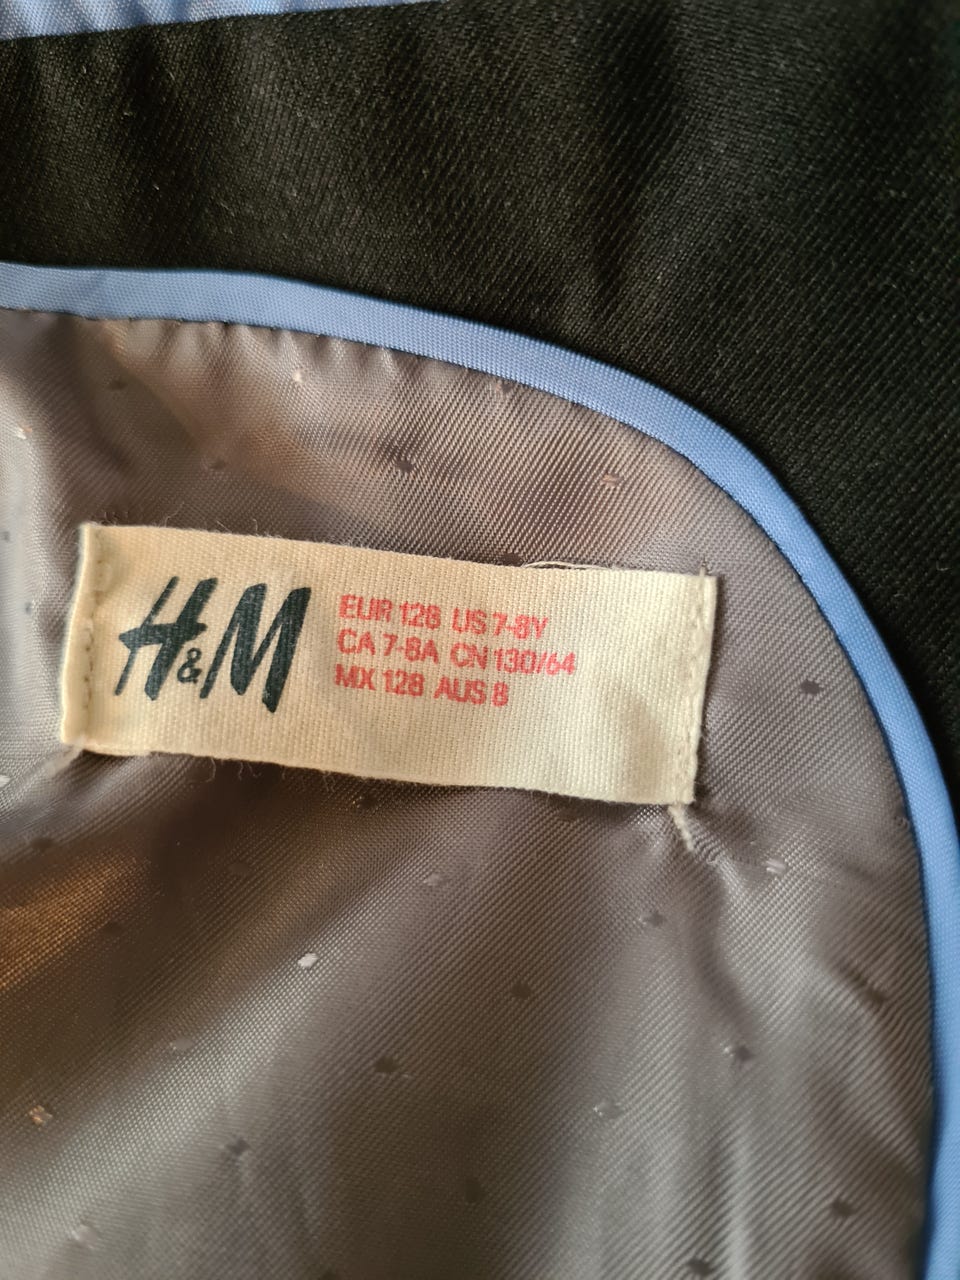 H&M
EUR 128 US 7-8Y
CA 7-8A CN 130/64
MX 128 AUS 8